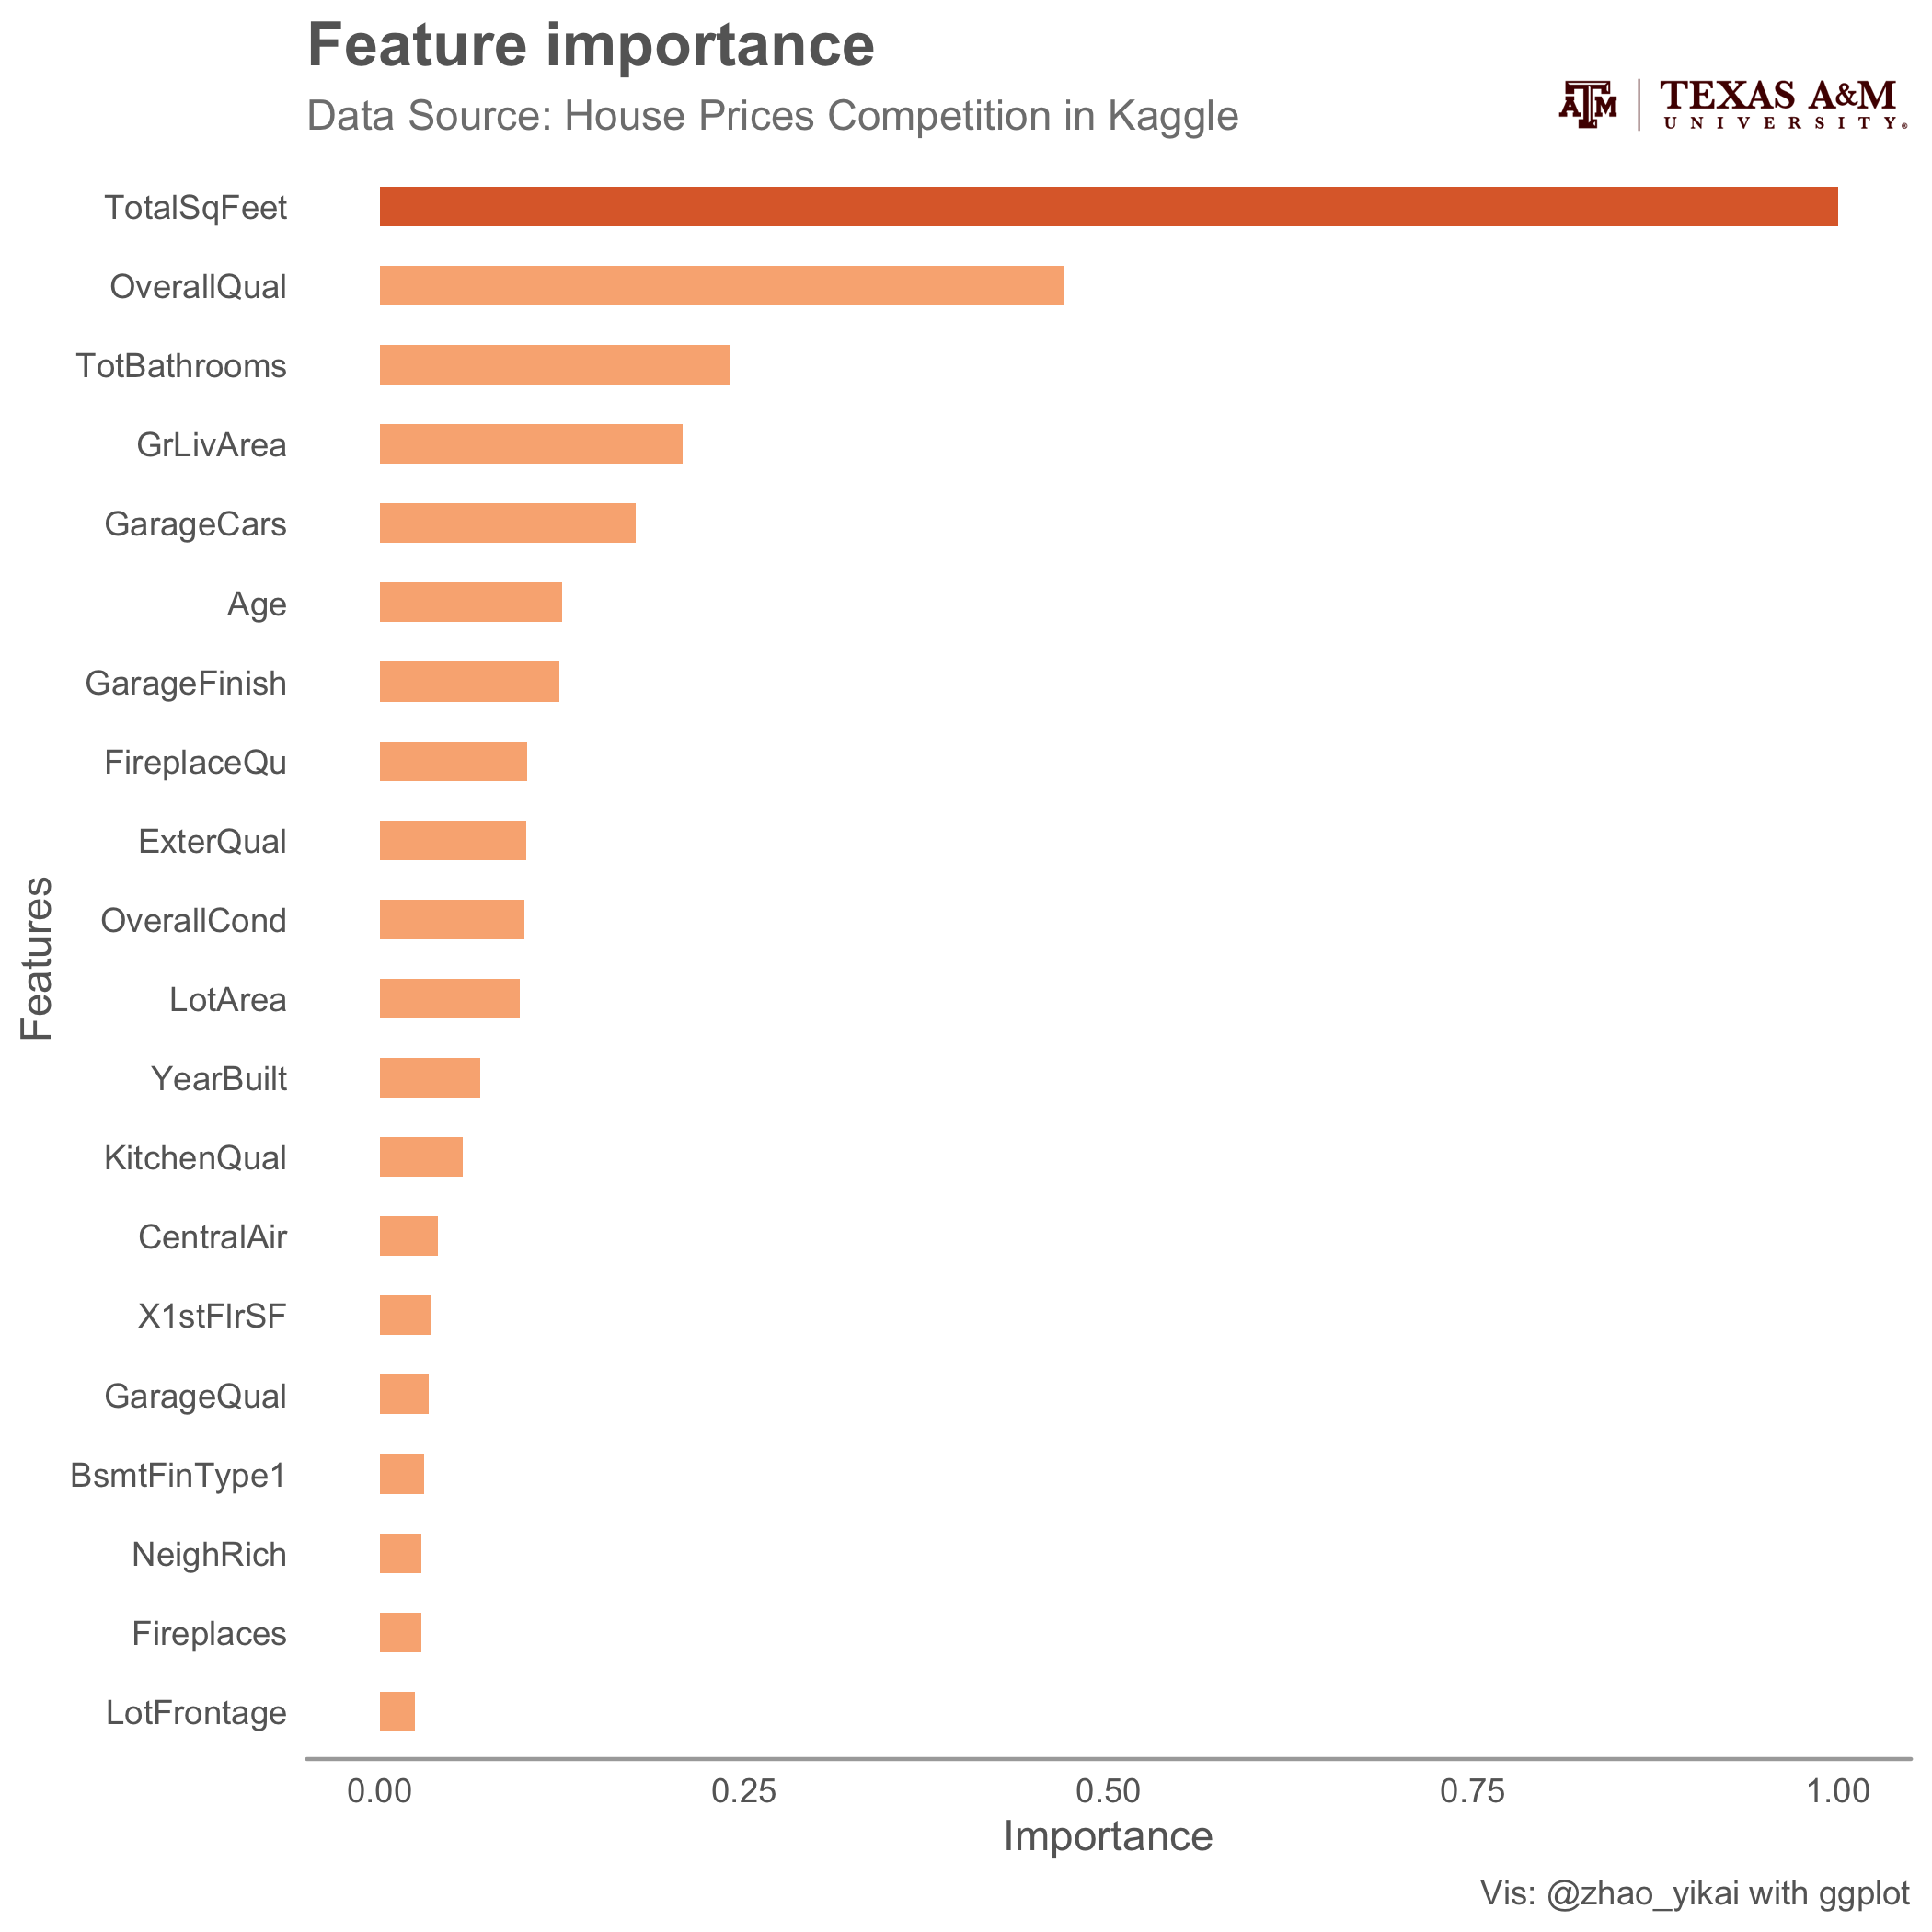 Feature importance
Data Source: House Prices Competition in Kaggle
ATM
TEXAS A&M
UNIVERSITY®
TotalSqFeet
OverallQual
TotBathrooms
GrLivArea
GarageCars
Age
GarageFinish
FireplaceQu
ExterQual
OverallCond
LotArea
YearBuilt
KitchenQual
CentralAir
X1stFlrSF
GarageQual
BsmtFinType1
NeighRich
Fireplaces
LotFrontage
Features
0.00 0.25 0.50 0.75 1.00
Importance
Vis: @zhao_yikai with ggplot